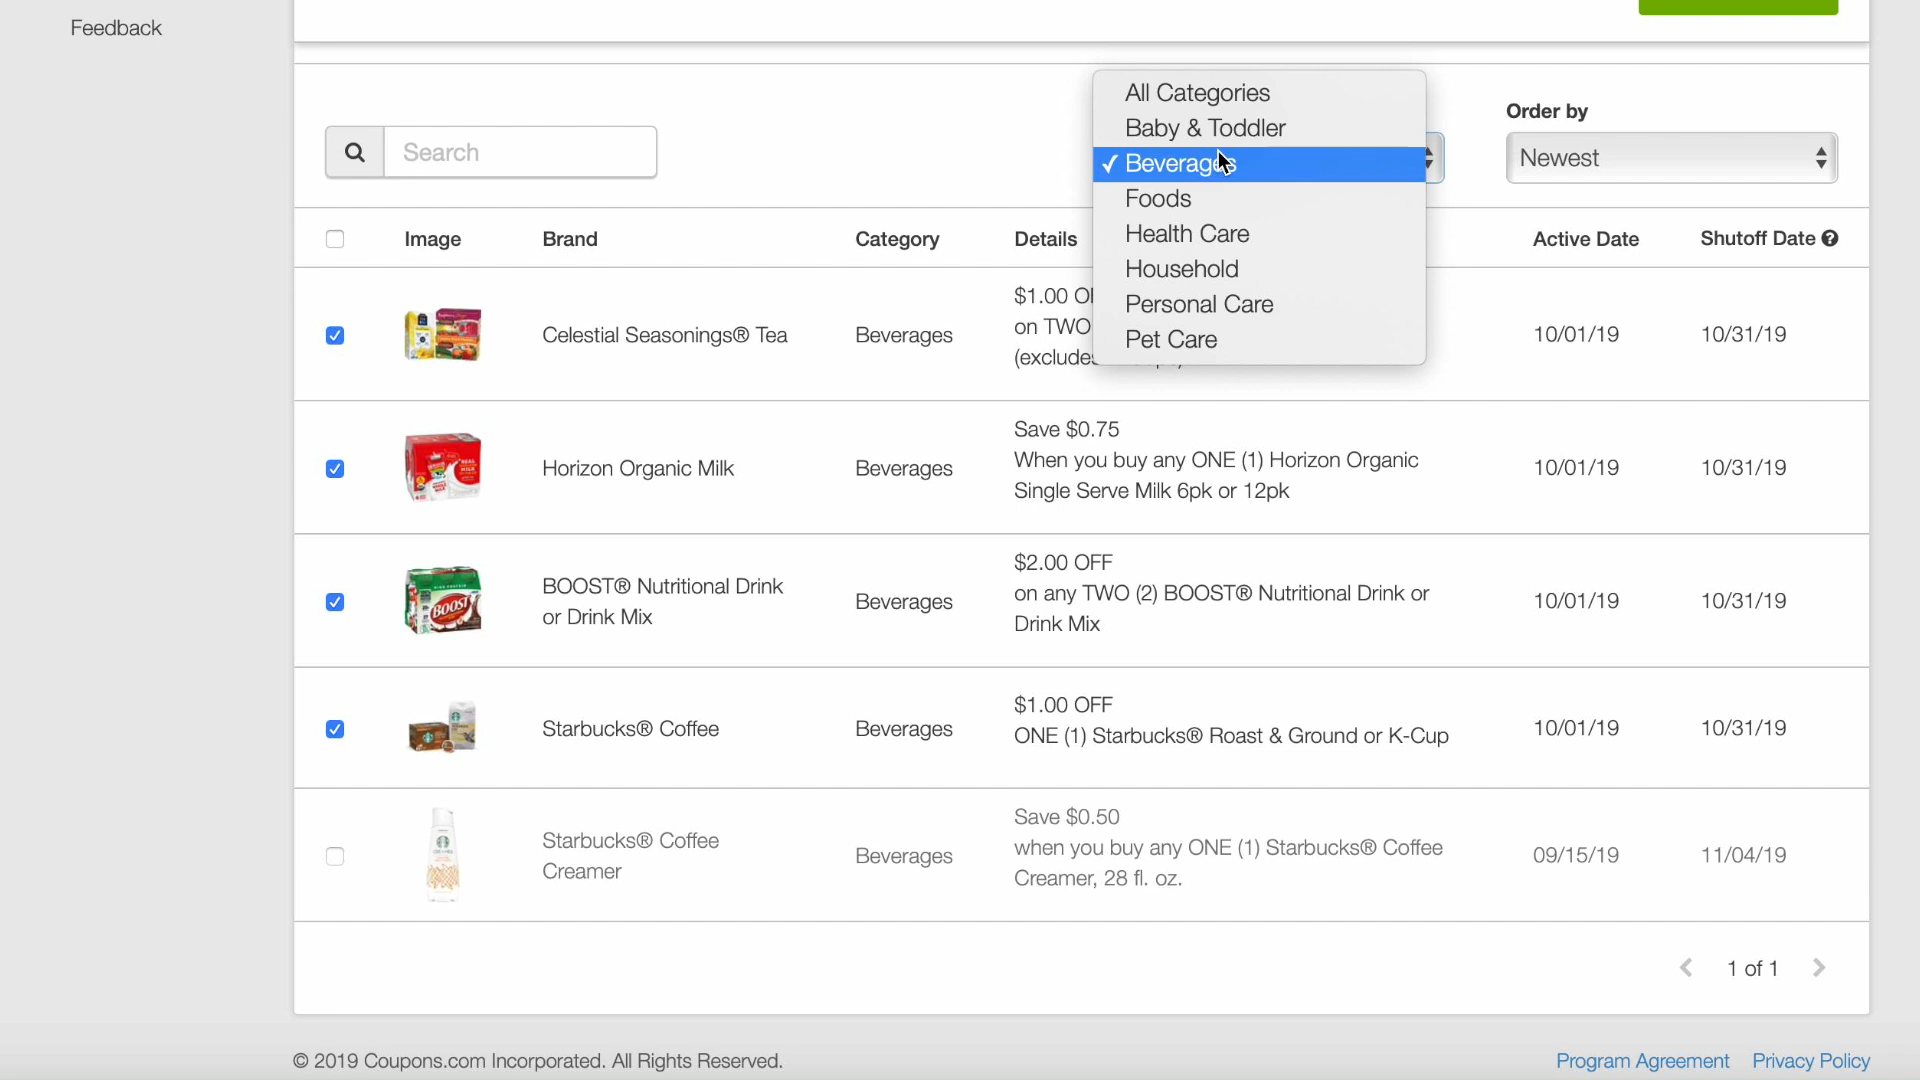 Feedback
All Categories
Baby & Toddler
✓ Beverages
Foods
Health Care
Household
Personal Care
Pet Care
Search
Order by
Newest
Image Brand Category Details Active Date Shutoff Date
Celestial Seasonings® Tea Beverages 10/01/19 10/31/19
$1.00
on TWO
Horizon Organic Milk Beverages 10/01/19 10/31/19
Save $0.75
When you buy any ONE (1) Horizon Organic
Single Serve Milk 6pk or 12pk
BOOST® Nutritional Drink
or Drink Mix
Beverages
$2.00 OFF
on any TWO (2) BOOST® Nutritional Drink or
Drink Mix
10/01/19 10/31/19
BOOST
Starbucks® Coffee Beverages
$1.00 OFF
ONE (1) Starbucks® Roast & Ground or K-Cup
10/01/19 10/31/19
Starbucks® Coffee
Creamer
Beverages
Save $0.50
when you buy any ONE (1) Starbucks® Coffee
Creamer, 28 fl. oz.
09/15/19 11/04/19
1 of 1
© 2019 Coupons.com Incorporated. All Rights Reserved.
Program Agreement Privacy Policy